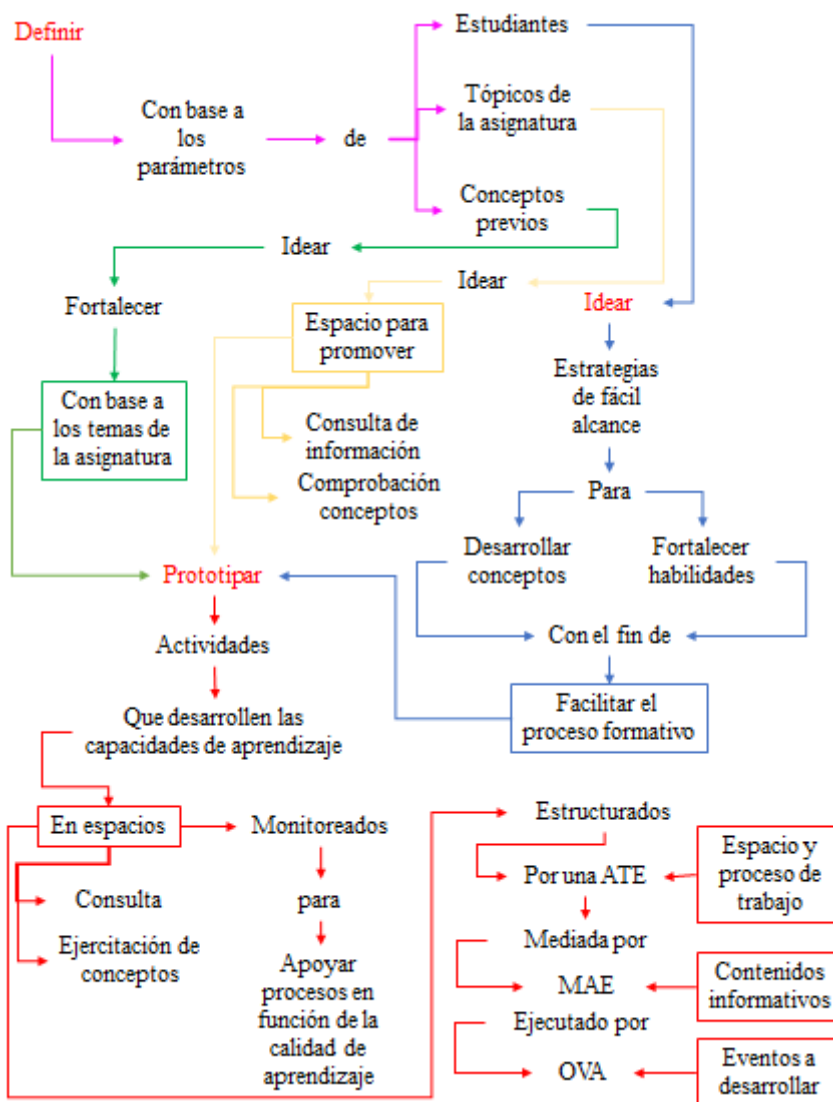 Definir
Estudiantes
Con base a
los
parámetros
de
Tópicos de
la asignatura
Conceptos
previos
Idear
Idear
Idear
Fortalecer
Espacio para
promover
Estrategias
de fácil
alcance
Con base a
los temas de
la asignatura
Consulta de
información
Comprobación
conceptos
Para
Desarrollar
conceptos
Fortalecer
habilidades
Prototipar
Con el fin de
Actividades
Facilitar el
proceso formativo
Que desarrollen las
capacidades de aprendizaje
En espacios
Monitoreados
Estructurados
Consulta
para
Por una ATE
Espacio y
proceso de
trabajo
Ejercitación de
conceptos
Mediada por
Apoyar
procesos en
función de la
calidad de
aprendizaje
MAE
Contenidos
informativos
Ejecutado por
OVA
Eventos a
desarrollar